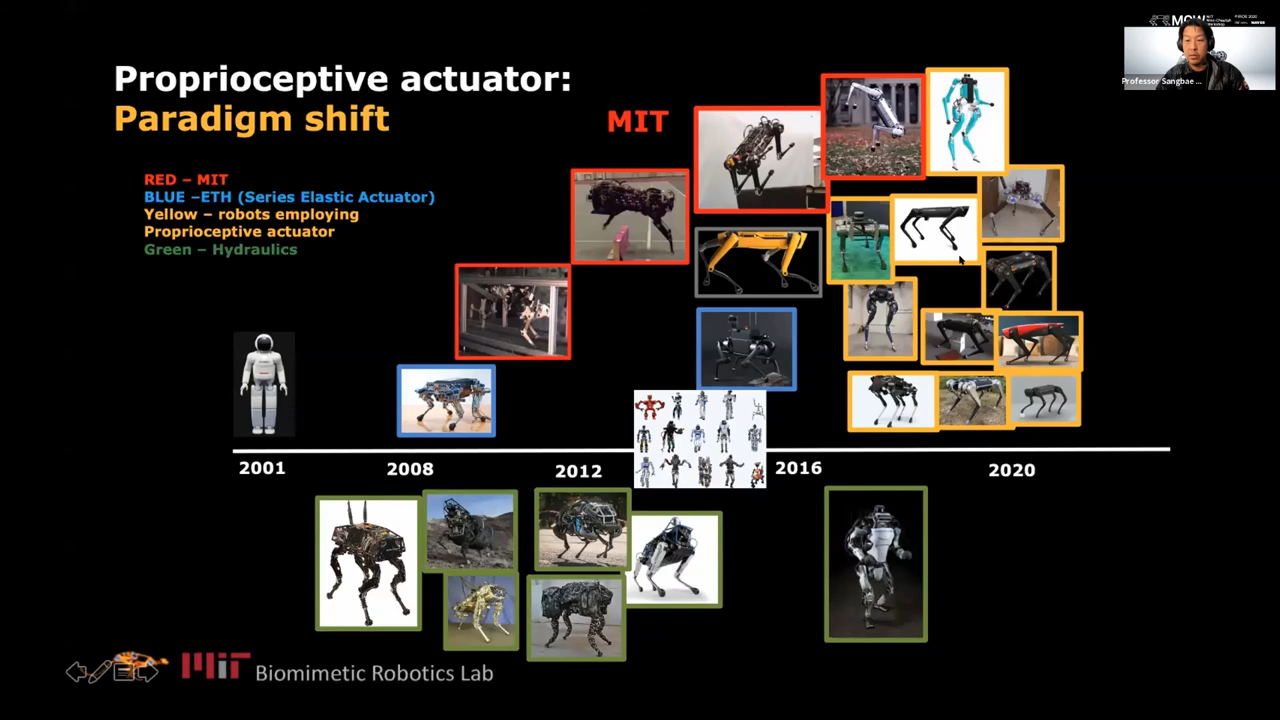 Proprioceptive actuator:
Paradigm shift
MIT
RED – MIT
BLUE –ETH (Series Elastic Actuator)
Yellow – robots employing
Proprioceptive actuator
Green – Hydraulics
2001
2008
2012
2016
2020
MIT
Biomimetic Robotics Lab
Professor Sangbae ...